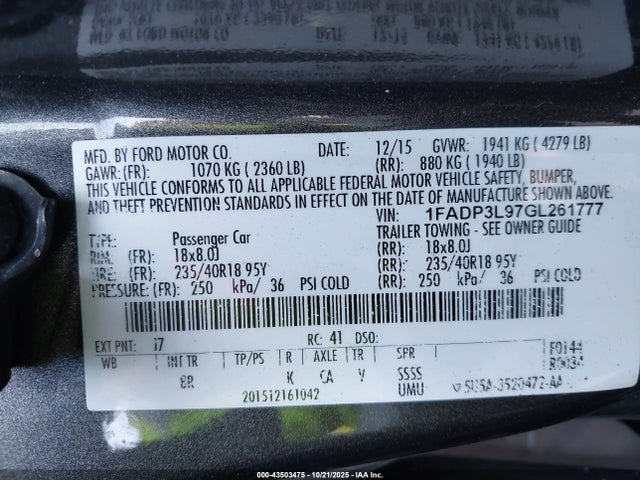 MFD. BY FORD MOTOR CO. DATE: 12/15 GVWR: 1941 KG ( 4279 LB)
GAWR: (FR): 1070 KG ( 2360 LB) (RR): 880 KG ( 1940 LB)
THIS VEHICLE CONFORMS TO ALL APPLICABLE FEDERAL MOTOR VEHICLE SAFETY, BUMPER,
AND THEFT PREVENTION STANDARDS IN EFFECT ON THE DATE OF MANUFACTURE SHOWN ABOVE.
VIN: 1FADP3L97GL261777
TYPE: Passenger Car TRAILER TOWING - SEE OWNER GUIDE
RIM: (FR): 18x8.0J (RR): 18x8.0J
TIRE: (FR): 235/40R18 95Y (RR): 235/40R18 95Y
PRESSURE: (FR): 250 kPa/ 36 PSI COLD (RR): 250 kPa/ 36 PSI COLD
EXT PNT: J7 RC: 41 DSO: F0144
WB INT TR TP/PS R AXLE TR SPR R0034
8R K CA V SSSS
201512161042 UMU 5U5A-3520472-AA
000-43503475 - 10/21/2025 - IAA Inc.